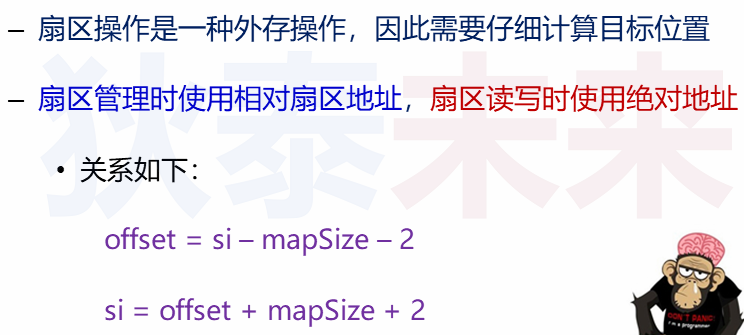 – 扇区操作是一种外存操作，因此需要仔细计算目标位置
– 扇区管理时使用相对扇区地址，扇区读写时使用绝对地址
• 关系如下：
offset = si – mapSize – 2
si = offset + mapSize + 2
狄泰未来
DON'T PANIC
I'm a programmer